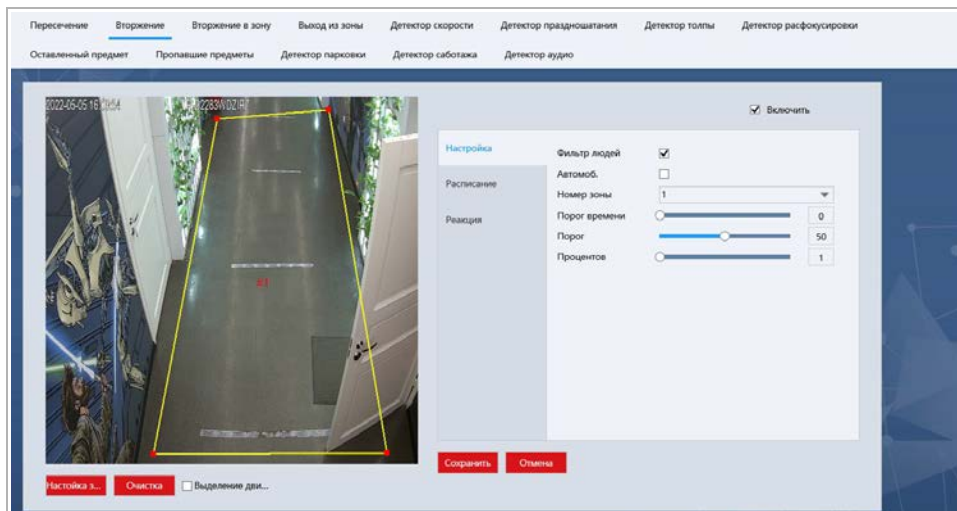 Пересечение Вторжение Вторжение в зону Выход из зоны Детектор скорости Детектор праздношатания Детектор толпы Детектор расфокусировки
Оставленный предмет Пропавшие предметы Детектор парковки Детектор саботажа Детектор аудио
2022-05-05 16
2283WDZIR7
Включить
Настройка
Расписание
Реакция
Фильтр людей
Автомоб.
Номер зоны 1
Порог времени 0
Порог 50
Процентов 1
Сохранить Отмена
Настойка з... Очистка Выделение дви...